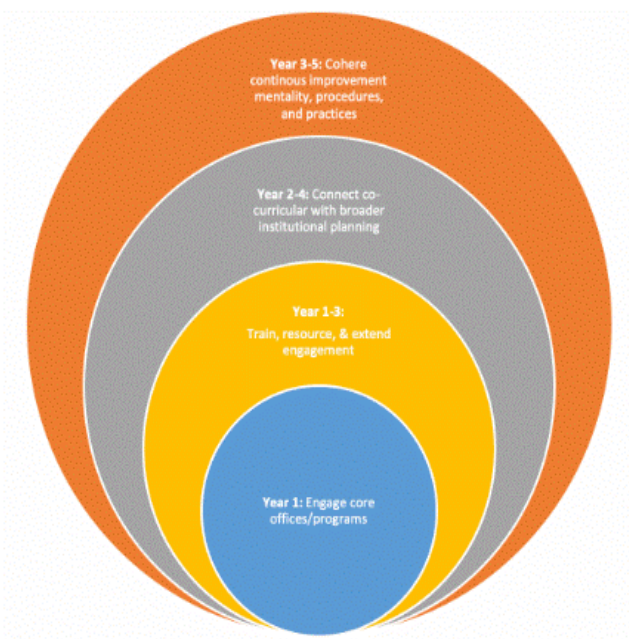 Year 3-5: Cohere
continous improvement
mentality, procedures,
and practices
Year 2-4: Connect co-
curricular with broader
institutional planning
Year 1-3:
Train, resource, & extend
engagement
Year 1: Engage core
offices/programs